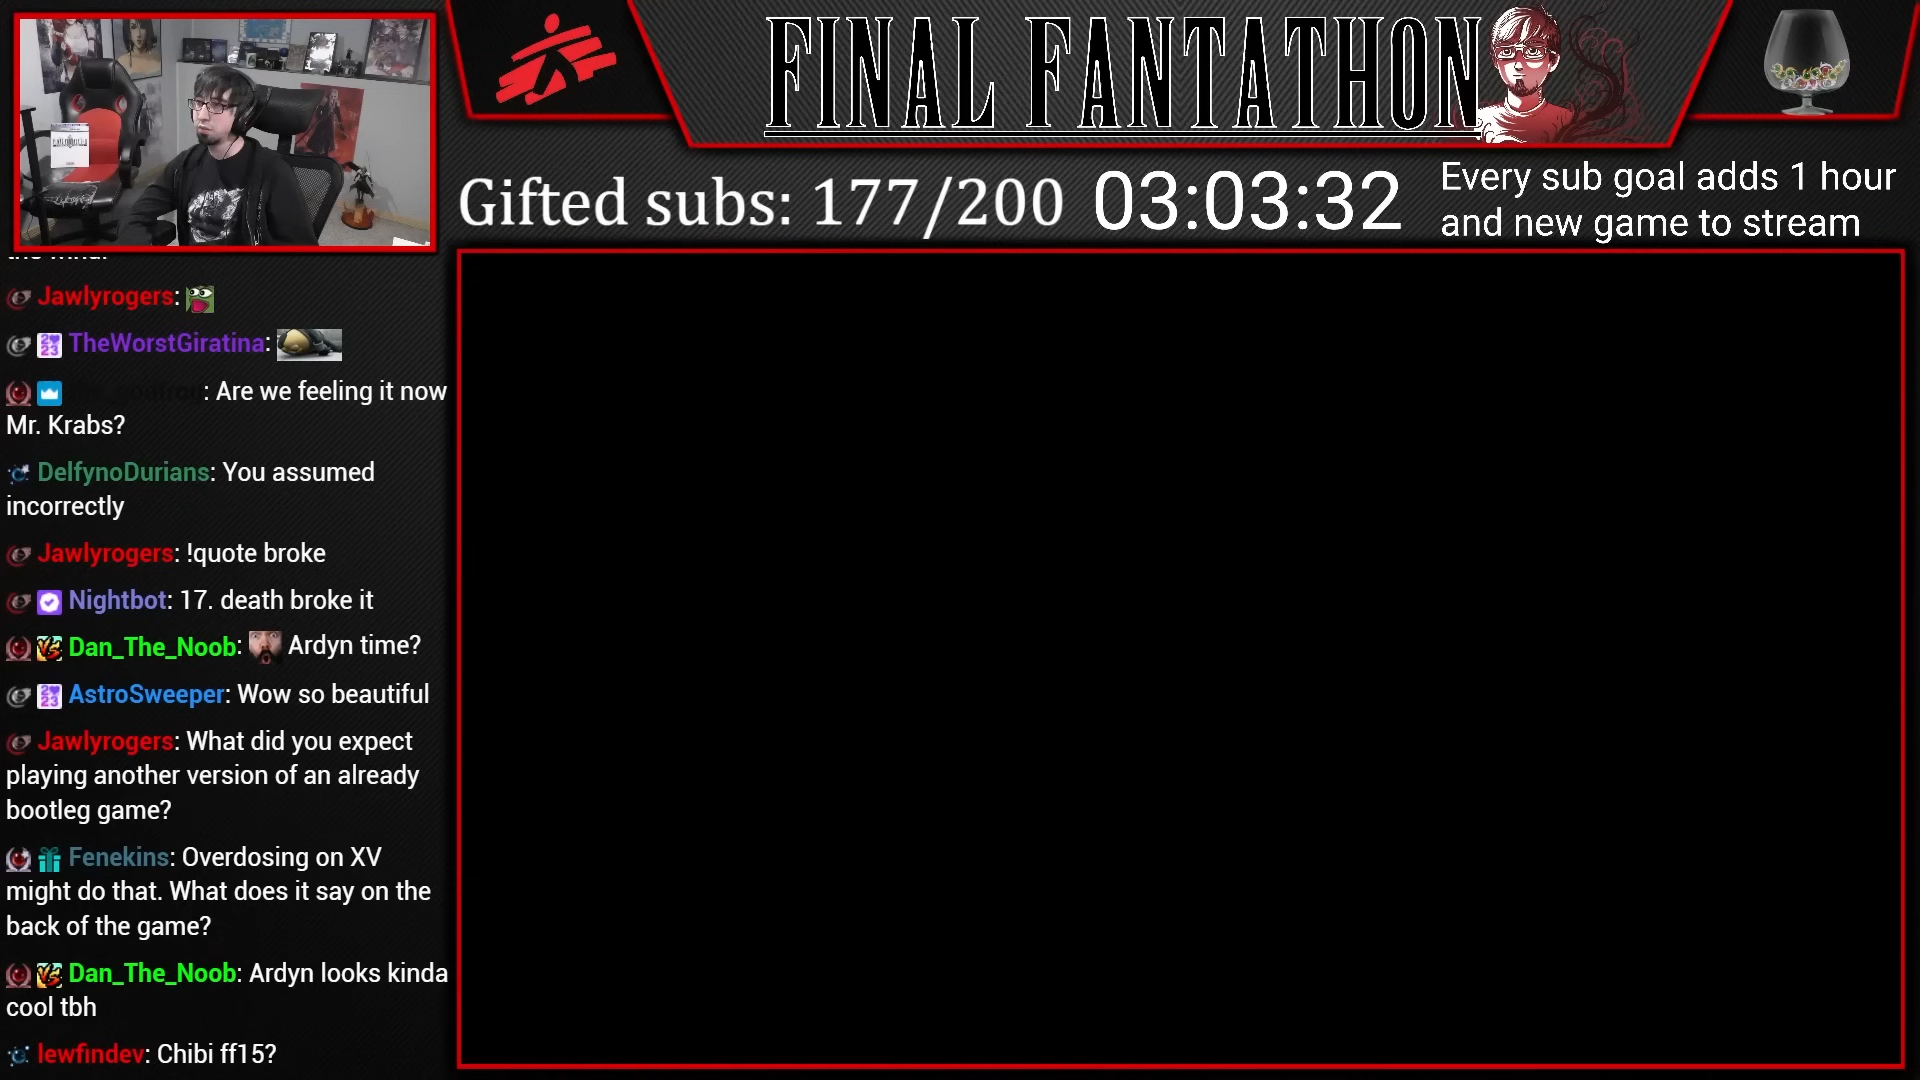 FINAL FANTATHON
Gifted subs: 177/200
03:03:32
Every sub goal adds 1 hour
and new game to stream
Jawlyrogers:
TheWorstGiratina:
: Are we feeling it now
Mr. Krabs?
DelfynoDurians: You assumed
incorrectly
Jawlyrogers: !quote broke
Nightbot: 17. death broke it
Dan_The_Noob: Ardyn time?
AstroSweeper: Wow so beautiful
Jawlyrogers: What did you expect
playing another version of an already
bootleg game?
Fenekins: Overdosing on XV
might do that. What does it say on the
back of the game?
Dan_The_Noob: Ardyn looks kinda
cool tbh
lewfindev: Chibi ff15?